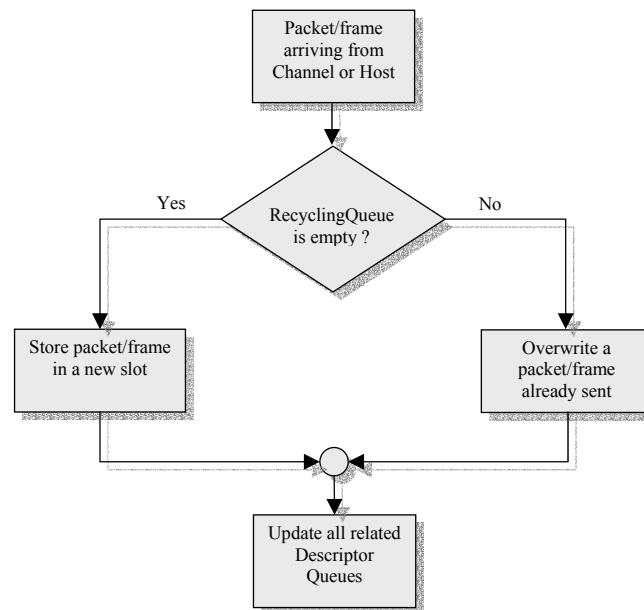 Packet/frame
arriving from
Channel or Host
Yes
No
RecyclingQueue
is empty ?
Store packet/frame
in a new slot
Overwrite a
packet/frame
already sent
Update all related
Descriptor
Queues